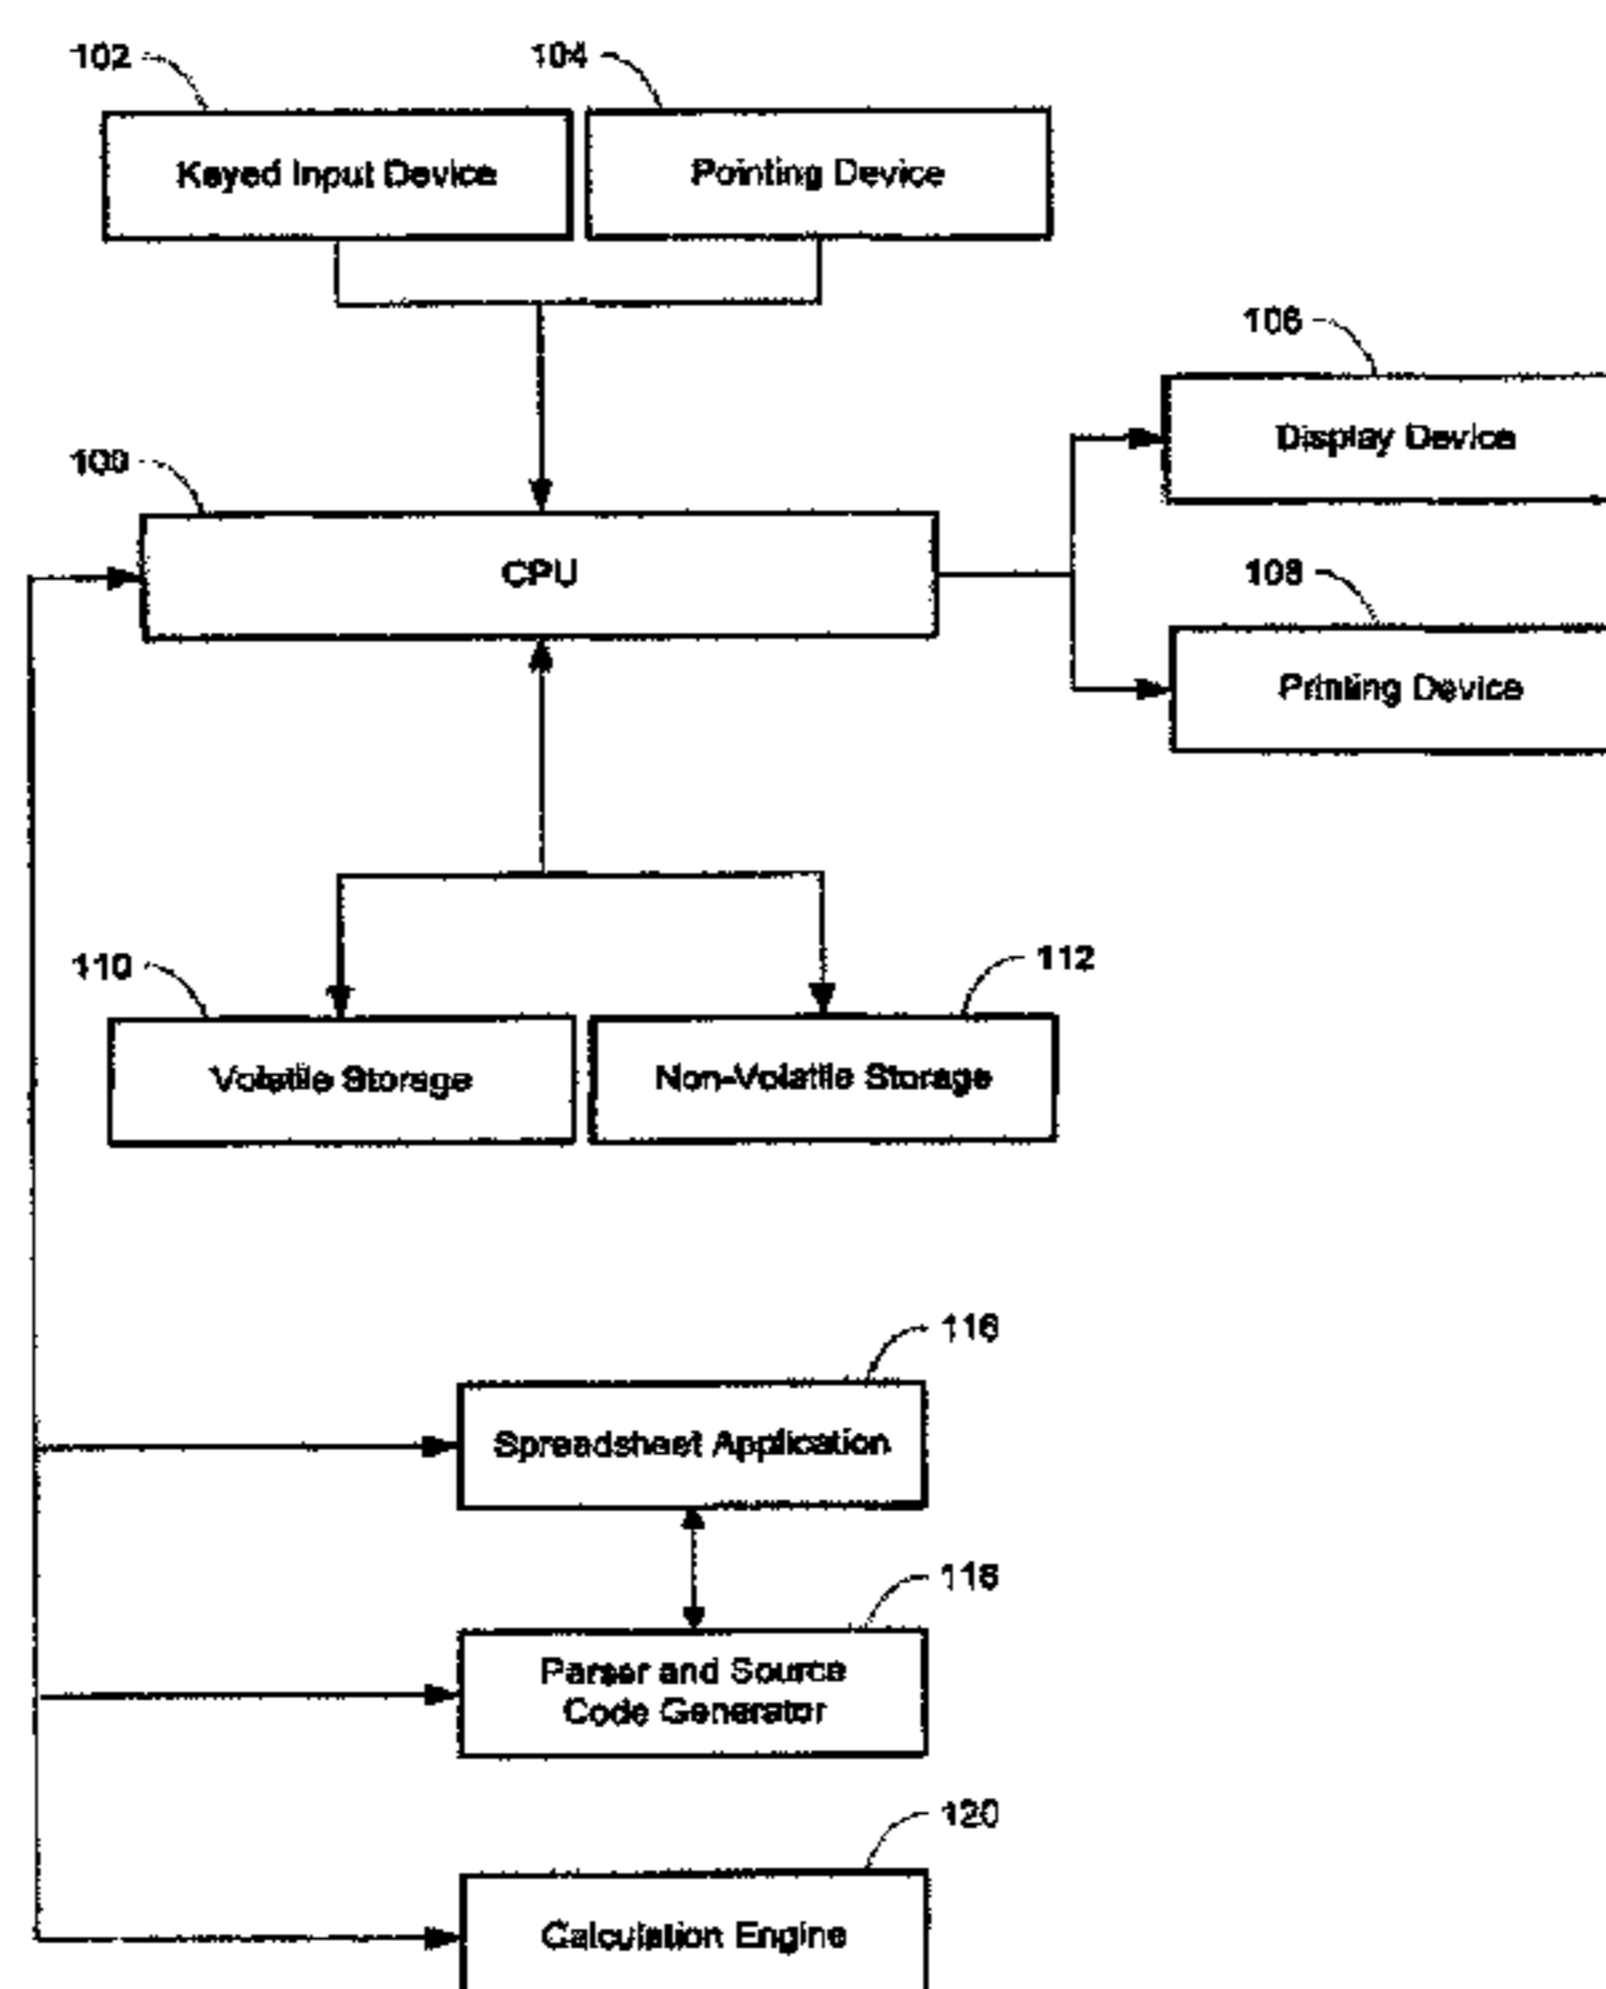 102
104
Keyed Input Device
Pointing Device
106
Display Device
100
CPU
108
Printing Device
110
112
Volatile Storage
Non-Volatile Storage
116
Spreadsheet Application
118
Parser and Source
Code Generator
120
Calculation Engine